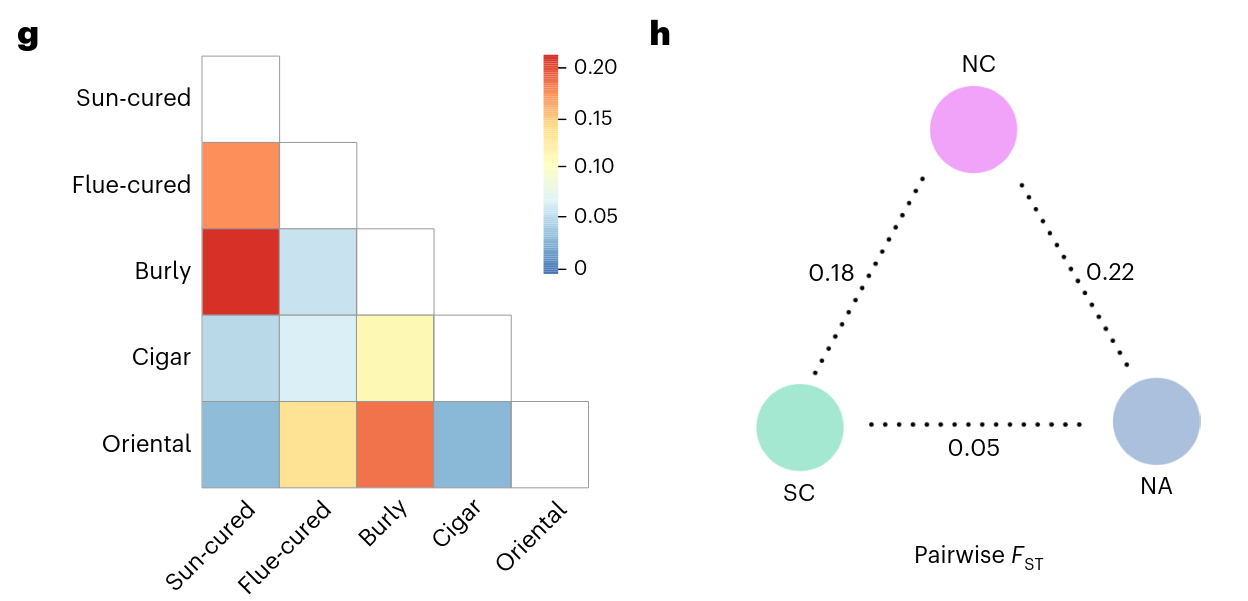 g
Sun-cured
Flue-cured
Burly
Cigar
Oriental
Sun-cured
Flue-cured
Burly
Cigar
Oriental
0.20
0.15
0.10
0.05
0
h
NC
0.18
0.22
0.05
SC
NA
Pairwise FST